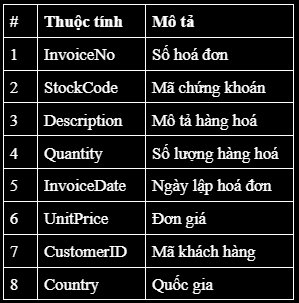 # Thuộc tính Mô tả
1 InvoiceNo Số hoá đơn
2 StockCode Mã chứng khoán
3 Description Mô tả hàng hoá
4 Quantity Số lượng hàng hoá
5 InvoiceDate Ngày lập hoá đơn
6 UnitPrice Đơn giá
7 CustomerID Mã khách hàng
8 Country Quốc gia